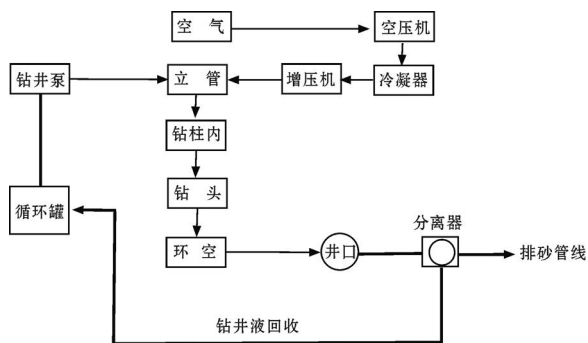 空 气
空压机
钻井泵
立 管
增压机
冷凝器
钻柱内
钻 头
循环罐
分离器
环 空
井口
排砂管线
钻井液回收